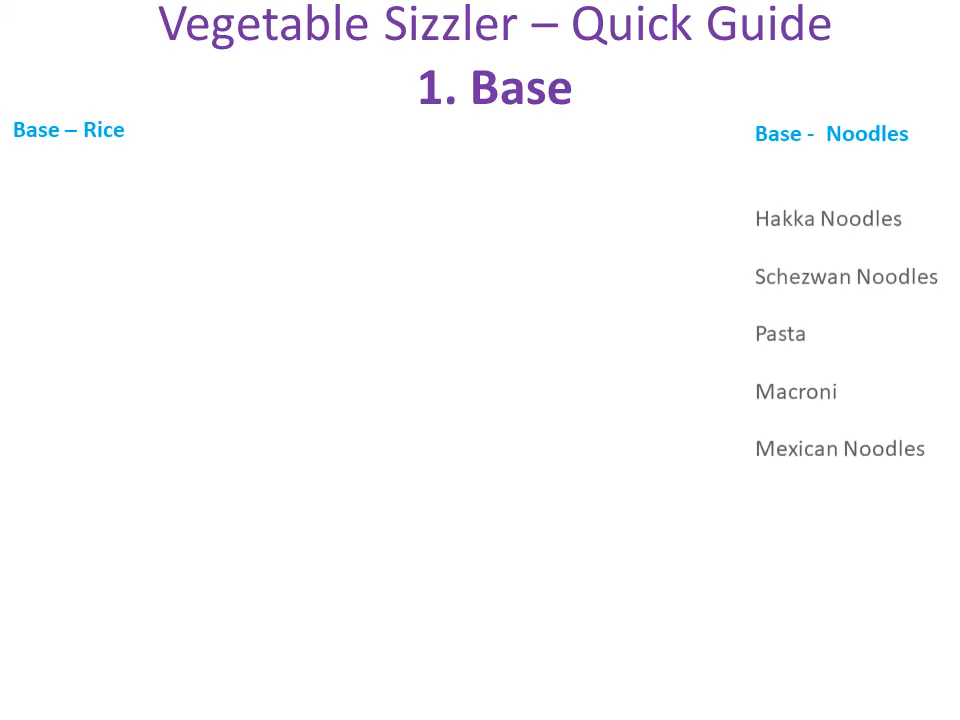 Vegetable Sizzler – Quick Guide
1. Base
Base – Rice
Base -  Noodles
Hakka Noodles
Schezwan Noodles
Pasta
Macroni
Mexican Noodles